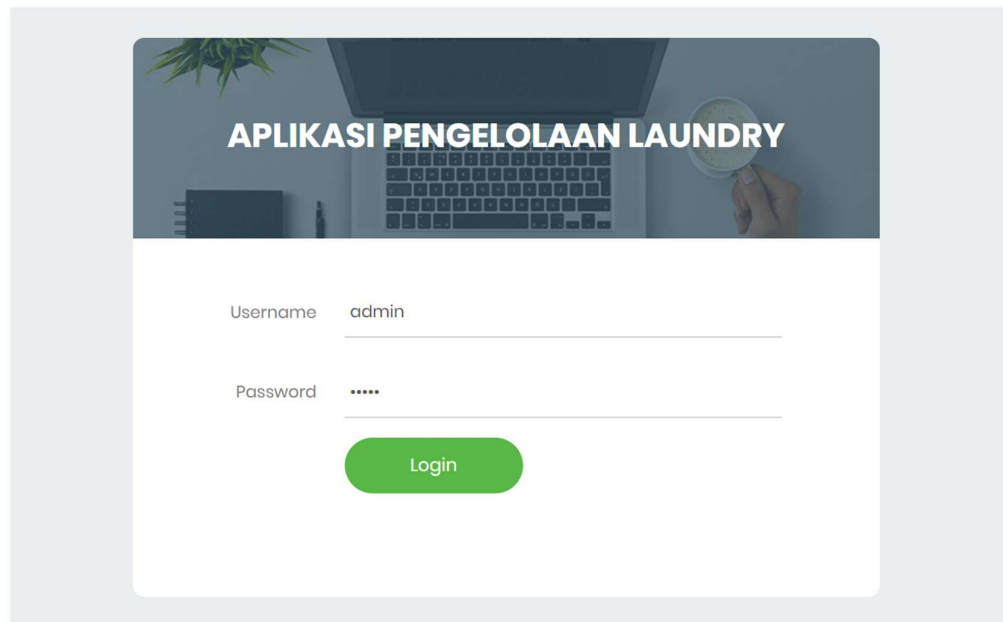 APLIKASI PENGELOLAAN LAUNDRY
Username admin
Password •••••
Login